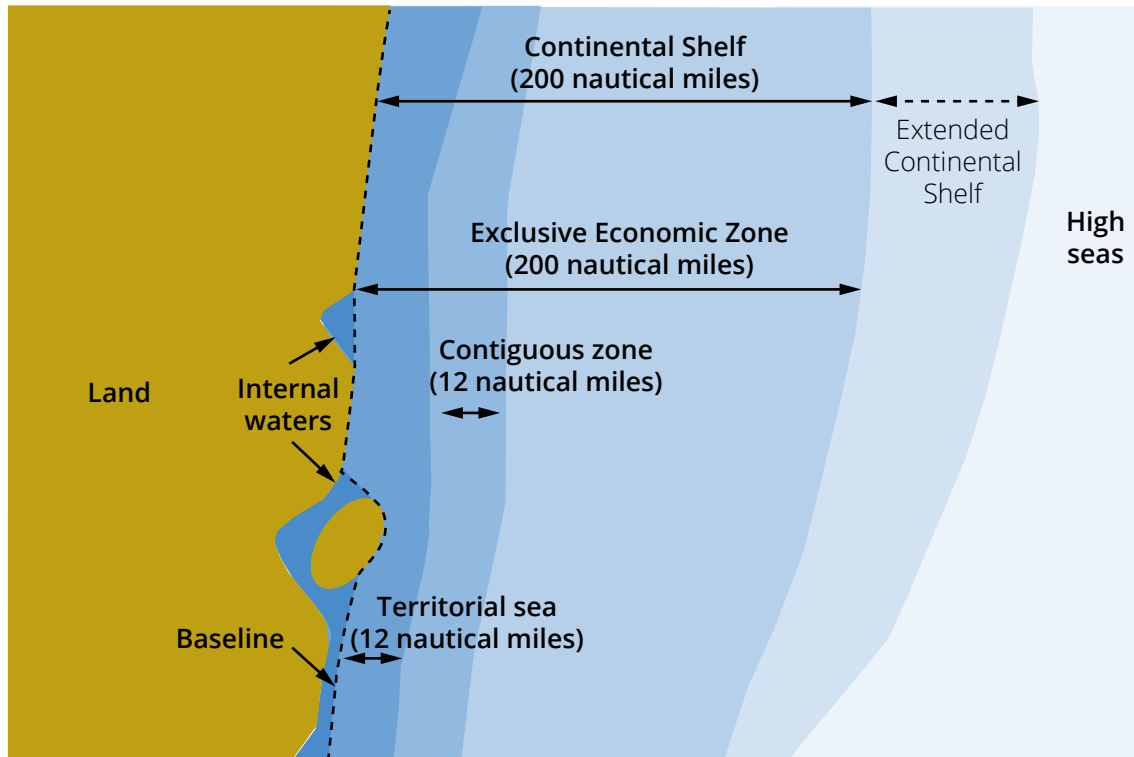 Continental Shelf
(200 nautical miles)
Extended
Continental
Shelf
High
seas
Exclusive Economic Zone
(200 nautical miles)
Contiguous zone
(12 nautical miles)
Land
Internal
waters
Territorial sea
(12 nautical miles)
Baseline